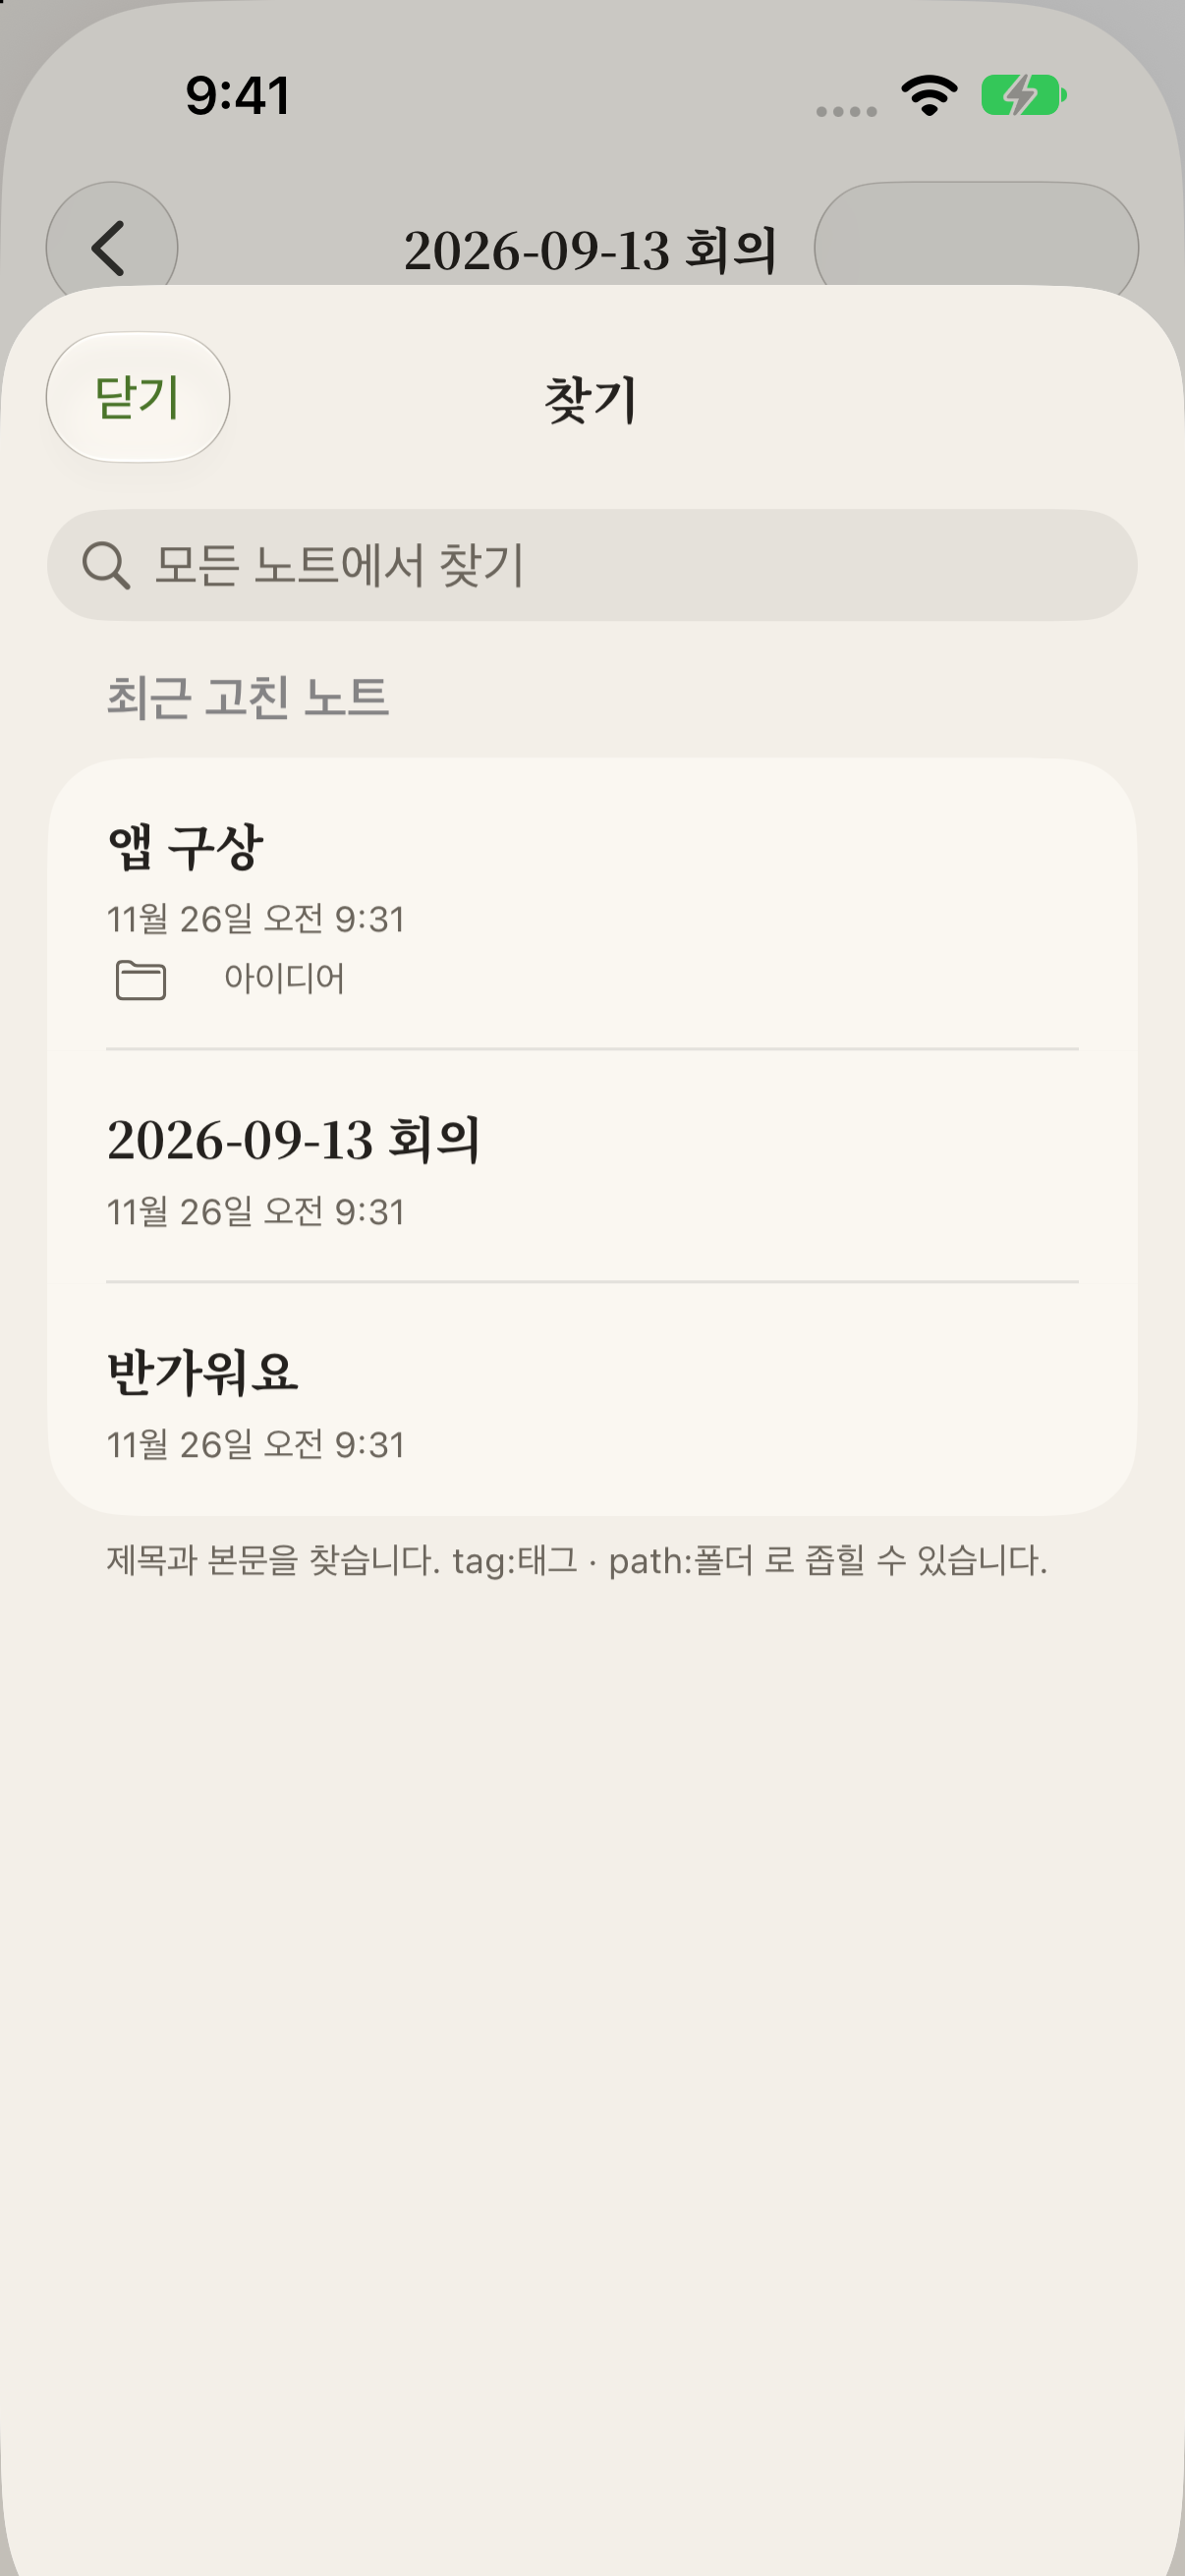 9:41
2026-09-13 회의
닫기
찾기
모든 노트에서 찾기
최근 고친 노트
앱 구상
11월 26일 오전 9:31
아이디어
2026-09-13 회의
11월 26일 오전 9:31
반가워요
11월 26일 오전 9:31
제목과 본문을 찾습니다. tag:태그 · path:폴더 로 좁힐 수 있습니다.